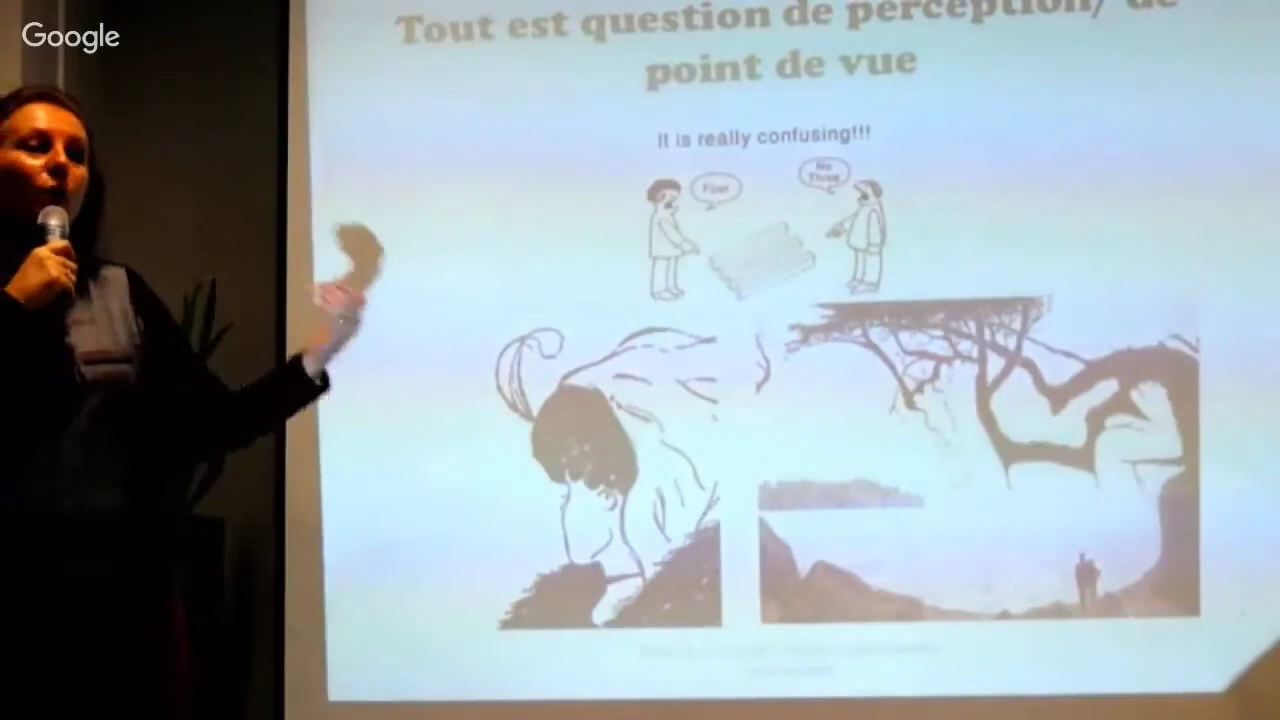 Google
Tout est question de perception/ de
point de vue
It is really confusing!!!
Four
No
Three